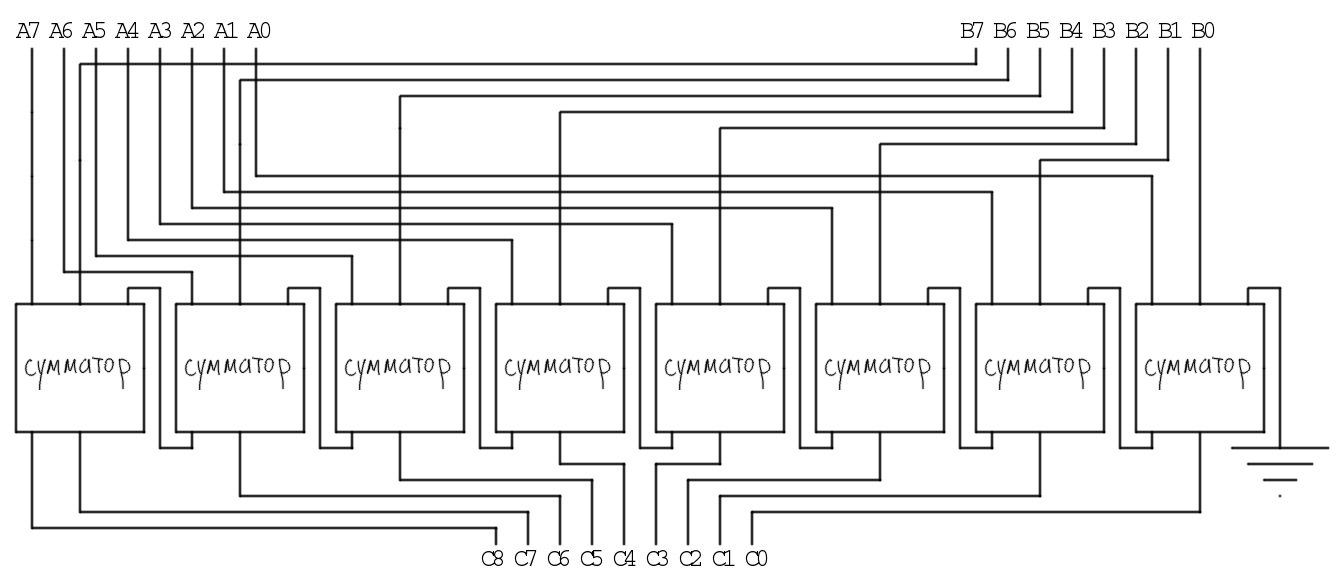 A7 A6 A5 A4 A3 A2 A1 A0 B7 B6 B5 B4 B3 B2 B1 B0
сумматор сумматор сумматор сумматор сумматор сумматор сумматор сумматор
C8 C7 C6 C5 C4 C3 C2 C1 C0